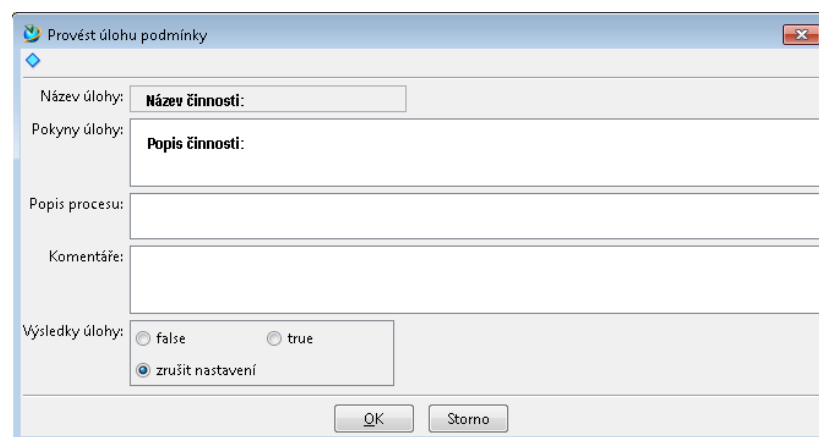 Provést úlohu podmínky
Název úlohy: Název činnosti:
Pokyny úlohy: Popis činnosti:
Popis procesu:
Komentáře:
Výsledky úlohy: false true
zrušit nastavení
OK Storno